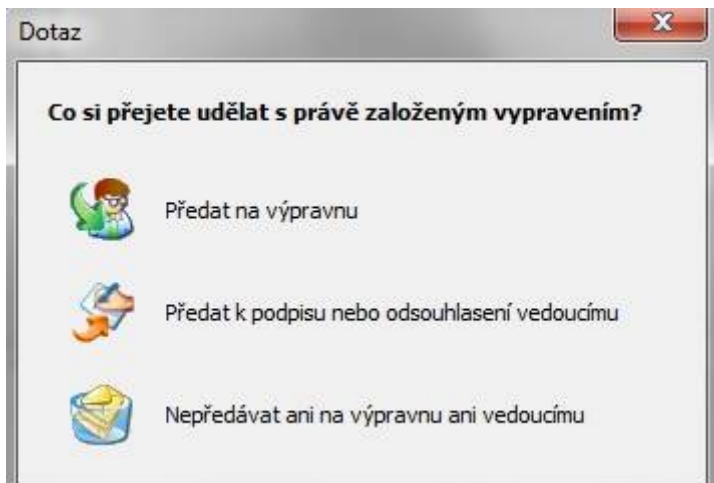 Dotaz
Co si přejete udělat s právě založeným vypravením?
Předat na výpravnu
Předat k podpisu nebo odsouhlasení vedoucímu
Nepředávat ani na výpravnu ani vedoucímu